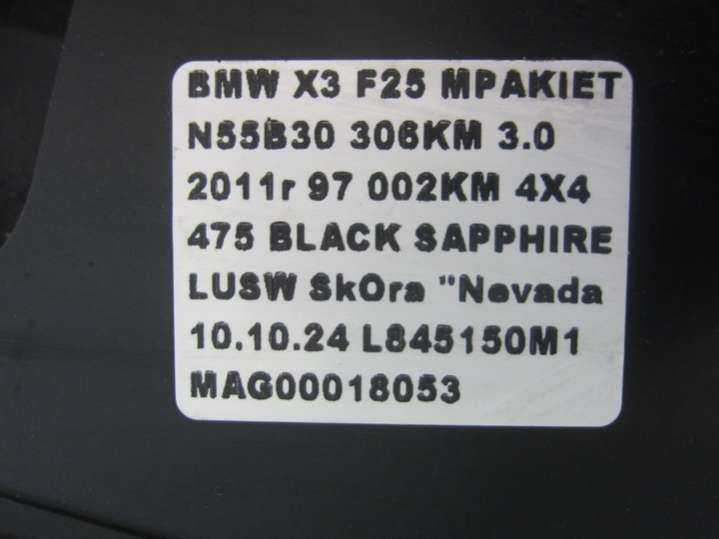 BMW X3 F25 MPAKIET
N55B30 306KM 3.0
2011r 97 002KM 4X4
475 BLACK SAPPHIRE
LUSW SkOra "Nevada
10.10.24 L845150M1
MAG00018053